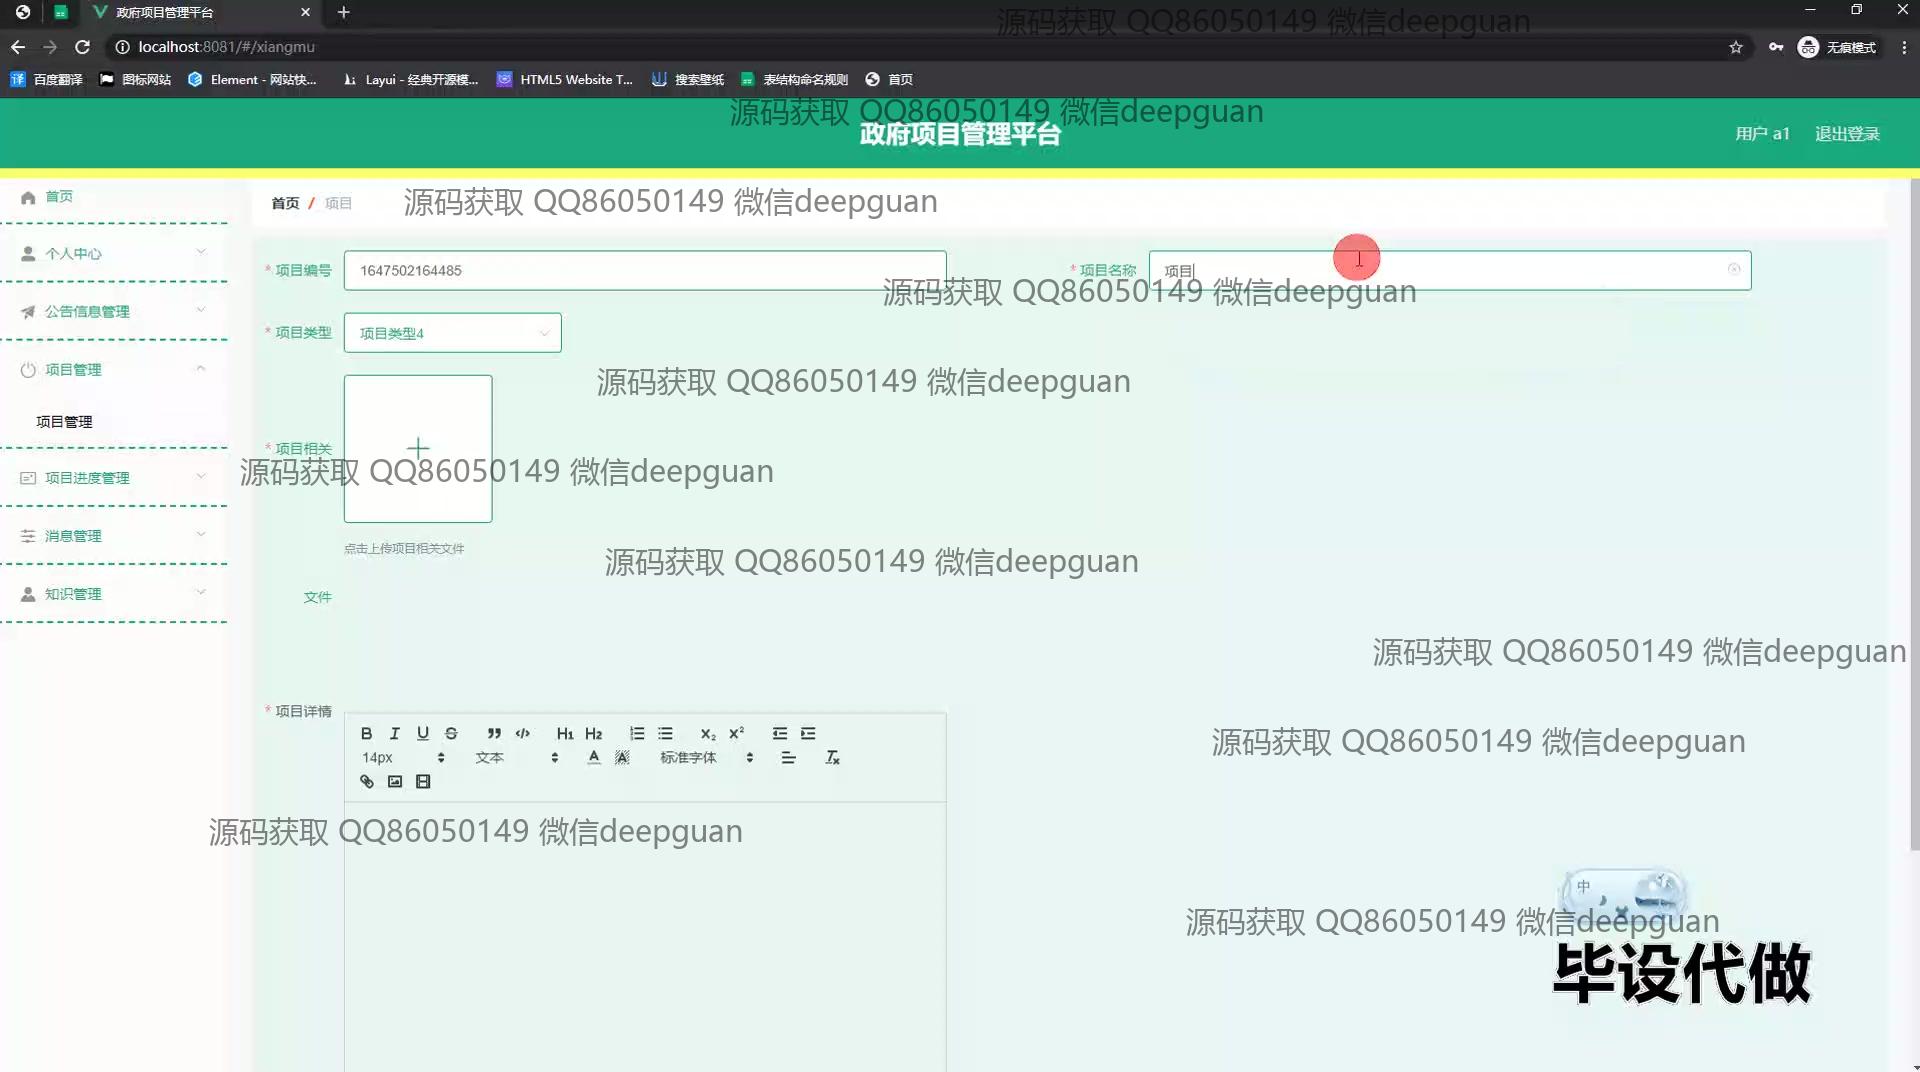 政府项目管理平台
源码获取 QQ86050149 微信deepguan
localhost:8081/#/xiangmu
无痕模式
百度翻译 图标网站 Element - 网站快... Layui - 经典开源模... HTML5 Website T... 搜索壁纸 表结构命名规则 首页
源码获取 QQ86050149 微信deepguan
政府项目管理平台
用户 a1 退出登录
首页
首页 / 项目
源码获取 QQ86050149 微信deepguan
个人中心
* 项目编号 1647502164485
* 项目名称 项目
源码获取 QQ86050149 微信deepguan
公告信息管理
* 项目类型 项目类型4
项目管理
源码获取 QQ86050149 微信deepguan
项目管理
* 项目相关
源码获取 QQ86050149 微信deepguan
项目进度管理
消息管理
点击上传项目相关文件
源码获取 QQ86050149 微信deepguan
知识管理
文件
源码获取 QQ86050149 微信deepguan
* 项目详情
B I U S H1 H2 X₂ X²
14px 文本 A A 标准字体
源码获取 QQ86050149 微信deepguan
源码获取 QQ86050149 微信deepguan
中
源码获取 QQ86050149 微信deepguan
毕设代做